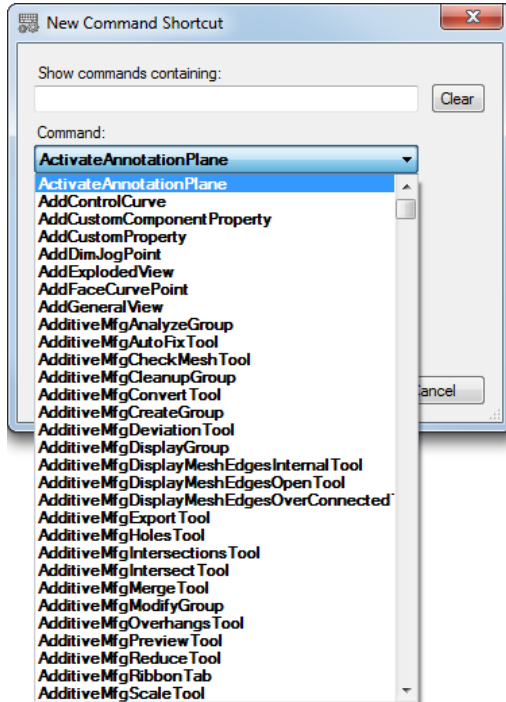 New Command Shortcut
Show commands containing:
Clear
Command:
ActivateAnnotationPlane
ActivateAnnotationPlane
AddControlCurve
AddCustomComponentProperty
AddCustomProperty
AddDimJogPoint
AddExplodedView
AddFaceCurvePoint
AddGeneralView
AdditiveMfgAnalyzeGroup
AdditiveMfgAutoFixTool
AdditiveMfgCheckMeshTool
AdditiveMfgCleanupGroup
AdditiveMfgConvertTool
AdditiveMfgCreateGroup
AdditiveMfgDeviationTool
AdditiveMfgDisplayGroup
AdditiveMfgDisplayMeshEdgesInternalTool
AdditiveMfgDisplayMeshEdgesOpenTool
AdditiveMfgDisplayMeshEdgesOverConnected
AdditiveMfgExportTool
AdditiveMfgHolesTool
AdditiveMfgIntersectionsTool
AdditiveMfgIntersectTool
AdditiveMfgMergeTool
AdditiveMfgModifyGroup
AdditiveMfgOverhangsTool
AdditiveMfgPreviewTool
AdditiveMfgReduceTool
AdditiveMfgRibbonTab
AdditiveMfgScaleTool
ancel